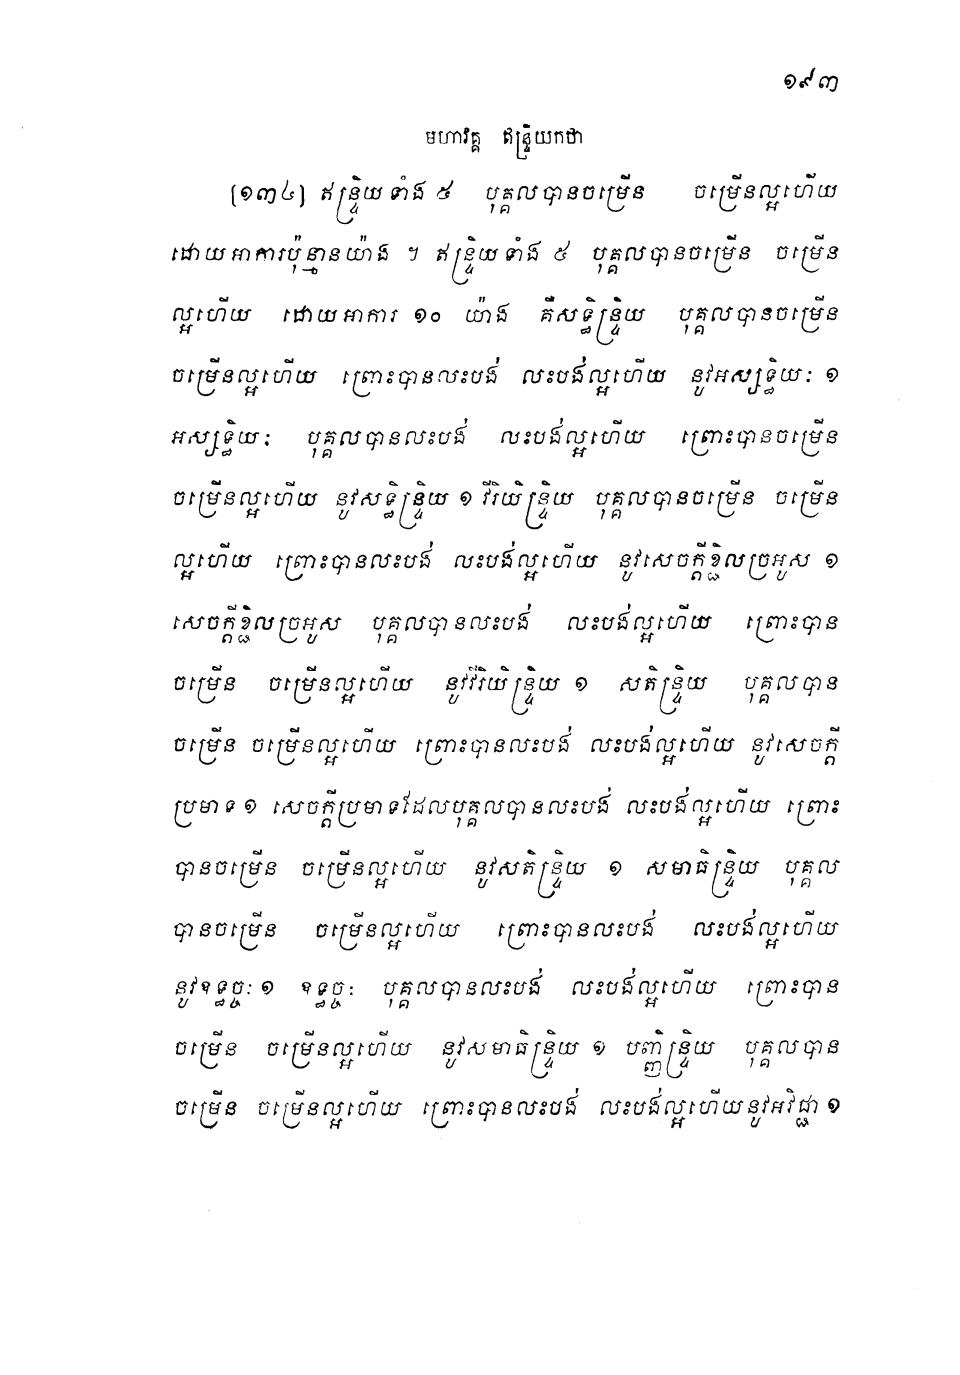 ១៩៣
មហាវគ្គ ឥន្ទ្រិយកថា
[១៣៤] ឥន្ទ្រិយទាំង ៥ បុគ្គលបានចម្រើន ចម្រើនល្អហើយ
ដោយអាការប៉ុន្មានយ៉ាង ។ ឥន្ទ្រិយទាំង ៥ បុគ្គលបានចម្រើន ចម្រើន
ល្អហើយ ដោយអាការ ១០ យ៉ាង គឺសទ្ធិន្ទ្រិយ បុគ្គលបានចម្រើន
ចម្រើនល្អហើយ ព្រោះបានលះបង់ លះបង់ល្អហើយ នូវអស្សទ្ធិយៈ ១
អស្សទ្ធិយៈ បុគ្គលបានលះបង់ លះបង់ល្អហើយ ព្រោះបានចម្រើន
ចម្រើនល្អហើយ នូវសទ្ធិន្ទ្រិយ ១ វីរិយិន្ទ្រិយ បុគ្គលបានចម្រើន ចម្រើន
ល្អហើយ ព្រោះបានលះបង់ លះបង់ល្អហើយ នូវសេចក្តីខ្ជិលច្រអូស ១
សេចក្តីខ្ជិលច្រអូស បុគ្គលបានលះបង់ លះបង់ល្អហើយ ព្រោះបាន
ចម្រើន ចម្រើនល្អហើយ នូវវីរិយិន្ទ្រិយ ១ សតិន្ទ្រិយ បុគ្គលបាន
ចម្រើន ចម្រើនល្អហើយ ព្រោះបានលះបង់ លះបង់ល្អហើយ នូវសេចក្តី
ប្រមាទ ១ សេចក្តីប្រមាទដែលបុគ្គលបានលះបង់ លះបង់ល្អហើយ ព្រោះ
បានចម្រើន ចម្រើនល្អហើយ នូវសតិន្ទ្រិយ ១ សមាធិន្ទ្រិយ បុគ្គល
បានចម្រើន ចម្រើនល្អហើយ ព្រោះបានលះបង់ លះបង់ល្អហើយ
នូវឧទ្ធច្ចៈ ១ ឧទ្ធច្ចៈ បុគ្គលបានលះបង់ លះបង់ល្អហើយ ព្រោះបាន
ចម្រើន ចម្រើនល្អហើយ នូវសមាធិន្ទ្រិយ ១ បញ្ញិន្ទ្រិយ បុគ្គលបាន
ចម្រើន ចម្រើនល្អហើយ ព្រោះបានលះបង់ លះបង់ល្អហើយនូវអវិជ្ជា ១